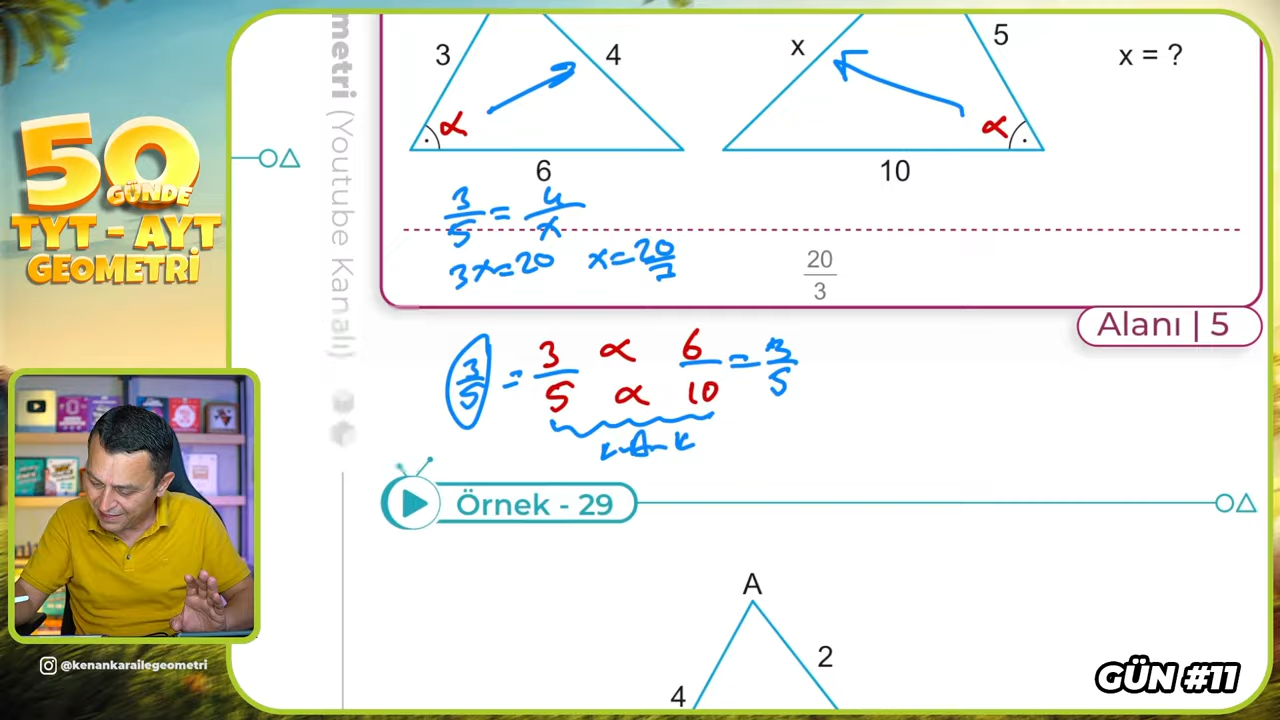 50
GÜNDE
TYT - AYT
GEOMETRİ
metri (Youtube Kanalı)
3
4
α
6
x
5
α
10
x = ?
3/5 = 4/x
3x=20 x=20/3
20/3
Alanı | 5
3/5 = 3/5 α 6/10 = 3/5
α
K.A.K
Örnek - 29
A
4
2
@kenankarailegeometri
GÜN #11